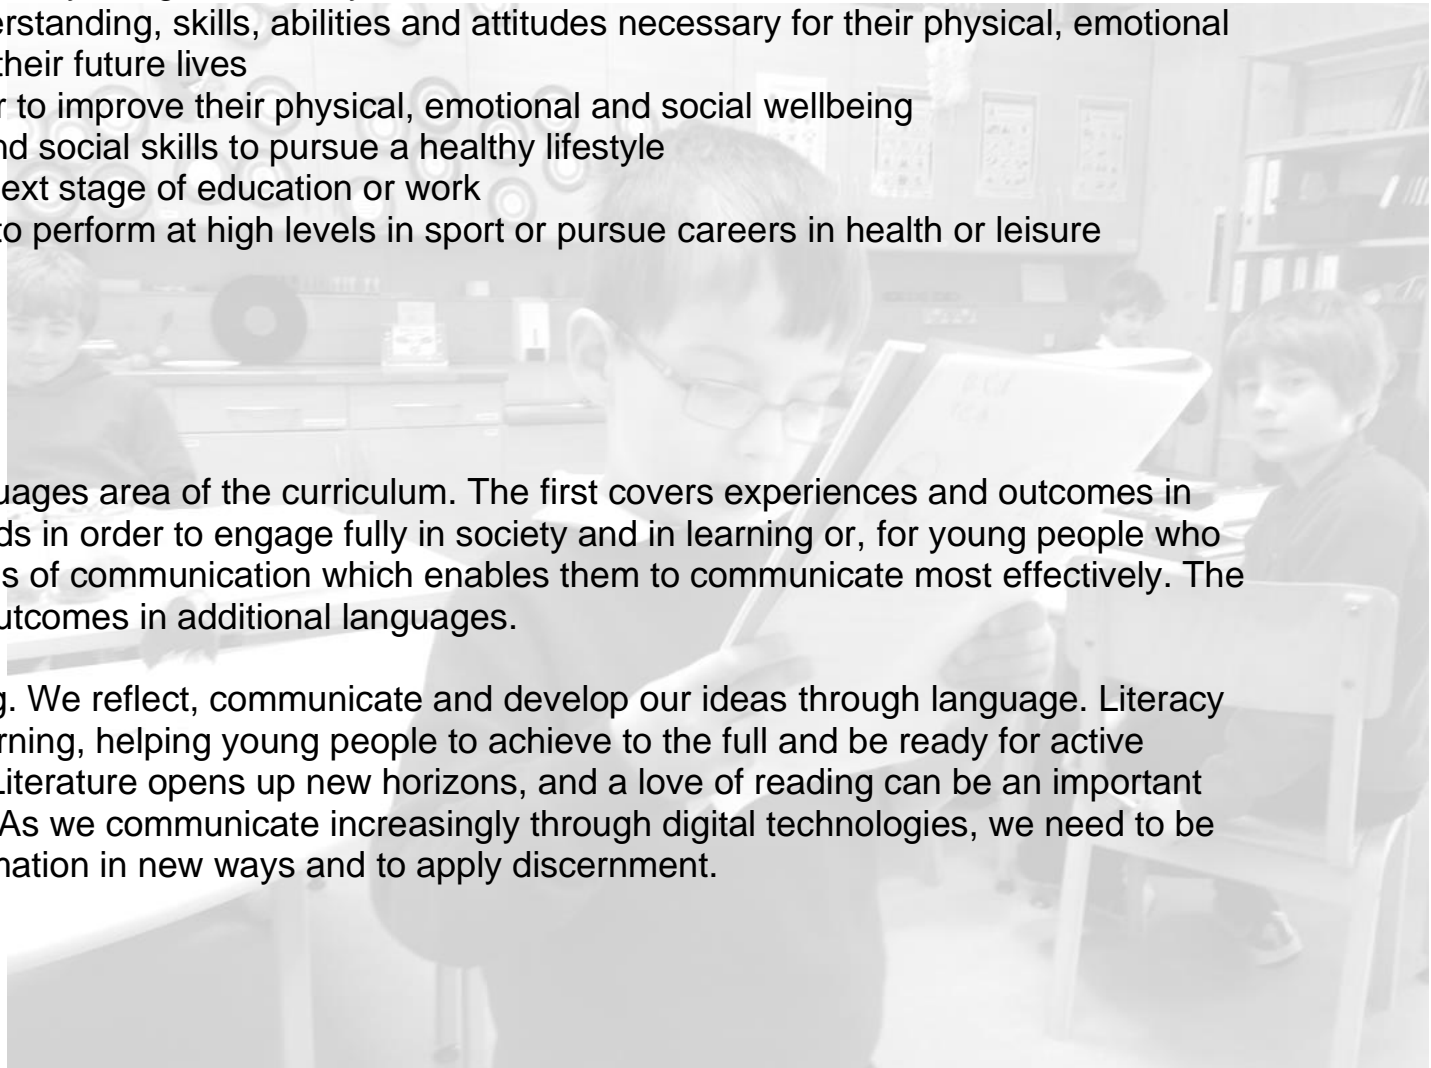 erstanding, skills, abilities and attitudes necessary for their physical, emotional
their future lives
r to improve their physical, emotional and social wellbeing
nd social skills to pursue a healthy lifestyle
ext stage of education or work
to perform at high levels in sport or pursue careers in health or leisure
uages area of the curriculum. The first covers experiences and outcomes in
ds in order to engage fully in society and in learning or, for young people who
s of communication which enables them to communicate most effectively. The
utcomes in additional languages.
g. We reflect, communicate and develop our ideas through language. Literacy
rning, helping young people to achieve to the full and be ready for active
Literature opens up new horizons, and a love of reading can be an important
As we communicate increasingly through digital technologies, we need to be
mation in new ways and to apply discernment.